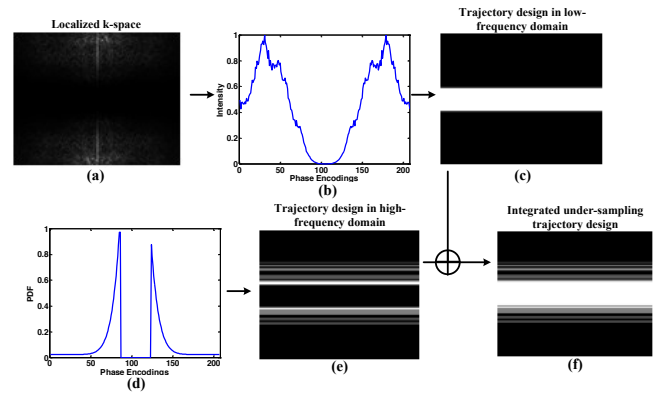 Localized k-space
(a)
1
0.8
0.6
0.4
0.2
0
Intensity
0 50 100 150 200
Phase Encodings
(b)
Trajectory design in low-
frequency domain
(c)
1
0.8
0.6
0.4
0.2
0
PDF
0 50 100 150 200
Phase Encodings
(d)
Trajectory design in high-
frequency domain
(e)
Integrated under-sampling
trajectory design
(f)